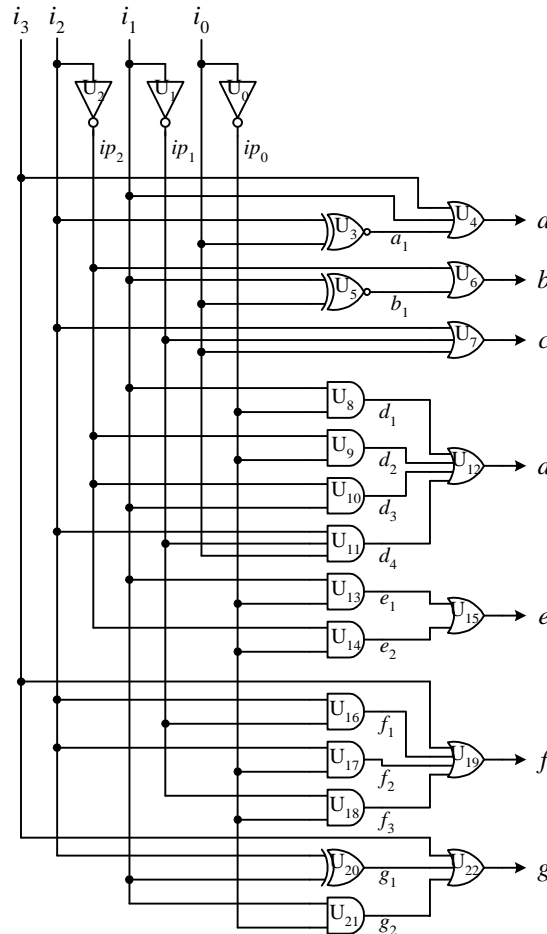 i₃ i₂ i₁ i₀
U₂ U₁ U₀
ip₂ ip₁ ip₀
U₄
a
U₃
a₁
U₆
b
U₅
b₁
U₇
c
U₈
d₁
U₉
d₂
U₁₂
d
U₁₀
d₃
U₁₁
d₄
U₁₃
e₁
U₁₅
e
U₁₄
e₂
U₁₆
f₁
U₁₇
f₂
U₁₉
f
U₁₈
f₃
U₂₀
g₁
U₂₂
g
U₂₁
g₂